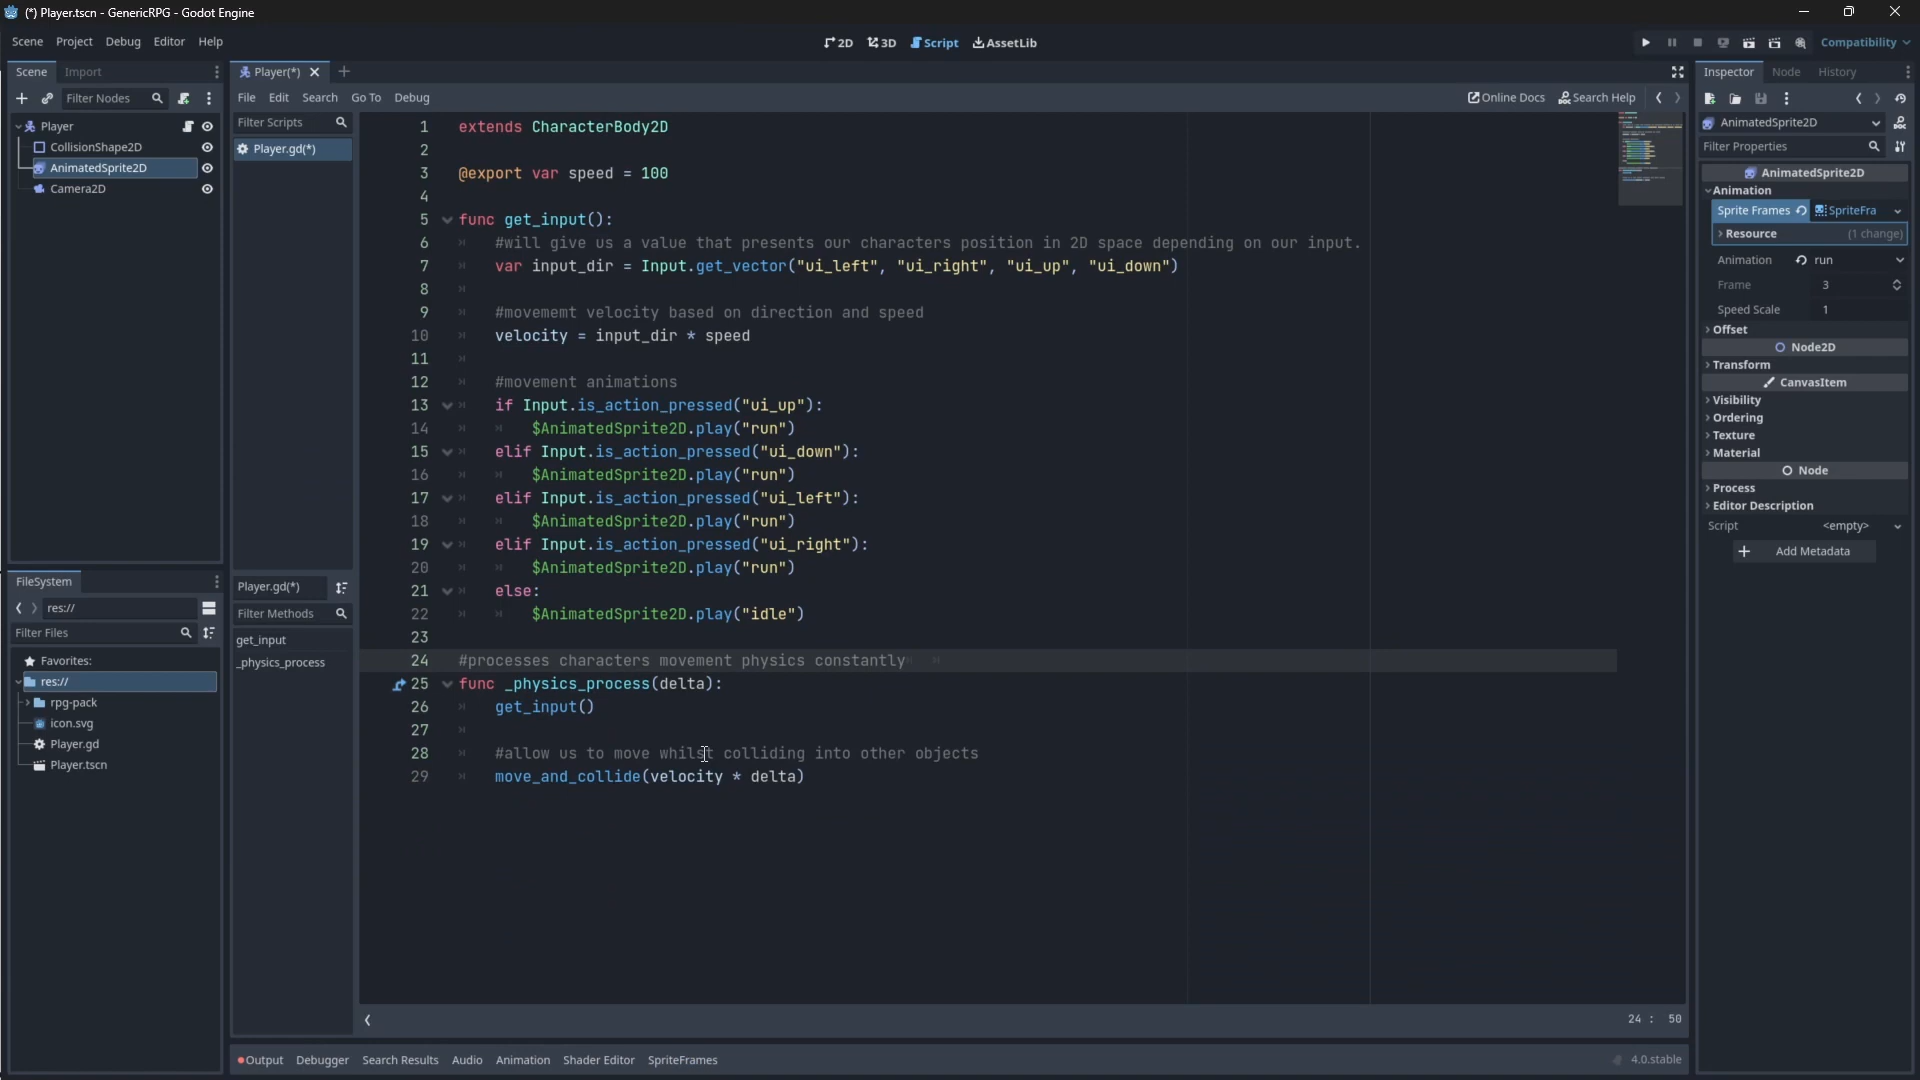 (*) Player.tscn - GenericRPG - Godot Engine
Scene Project Debug Editor Help
2D 3D Script AssetLib
Compatibility
Scene Import
Filter Nodes
Player
CollisionShape2D
AnimatedSprite2D
Camera2D
FileSystem
res://
Filter Files
Favorites:
res://
rpg-pack
icon.svg
Player.gd
Player.tscn
Player(*)
File Edit Search Go To Debug
Online Docs Search Help
Filter Scripts
Player.gd(*)
Player.gd(*)
Filter Methods
get_input
_physics_process
1 extends CharacterBody2D
2
3 @export var speed = 100
4
5 func get_input():
6 #will give us a value that presents our characters position in 2D space depending on our input.
7 var input_dir = Input.get_vector("ui_left", "ui_right", "ui_up", "ui_down")
8
9 #movememt velocity based on direction and speed
10 velocity = input_dir * speed
11
12 #movement animations
13 if Input.is_action_pressed("ui_up"):
14 $AnimatedSprite2D.play("run")
15 elif Input.is_action_pressed("ui_down"):
16 $AnimatedSprite2D.play("run")
17 elif Input.is_action_pressed("ui_left"):
18 $AnimatedSprite2D.play("run")
19 elif Input.is_action_pressed("ui_right"):
20 $AnimatedSprite2D.play("run")
21 else:
22 $AnimatedSprite2D.play("idle")
23
24 #processes characters movement physics constantly
25 func _physics_process(delta):
26 get_input()
27
28 #allow us to move whilst colliding into other objects
29 move_and_collide(velocity * delta)
24 : 50
Output Debugger Search Results Audio Animation Shader Editor SpriteFrames
4.0.stable
Inspector Node History
AnimatedSprite2D
Filter Properties
AnimatedSprite2D
Animation
Sprite Frames SpriteFra
Resource (1 change)
Animation run
Frame 3
Speed Scale 1
Offset
Node2D
Transform
CanvasItem
Visibility
Ordering
Texture
Material
Node
Process
Editor Description
Script <empty>
Add Metadata